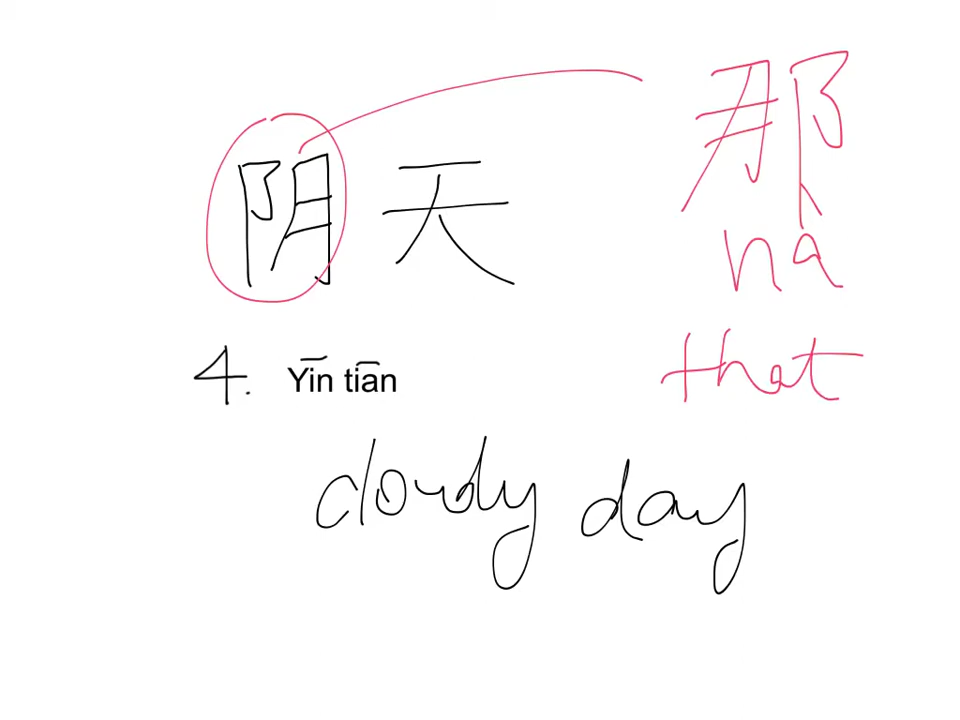 阴天
那
nà
that
4. Yīn tiān
cloudy day